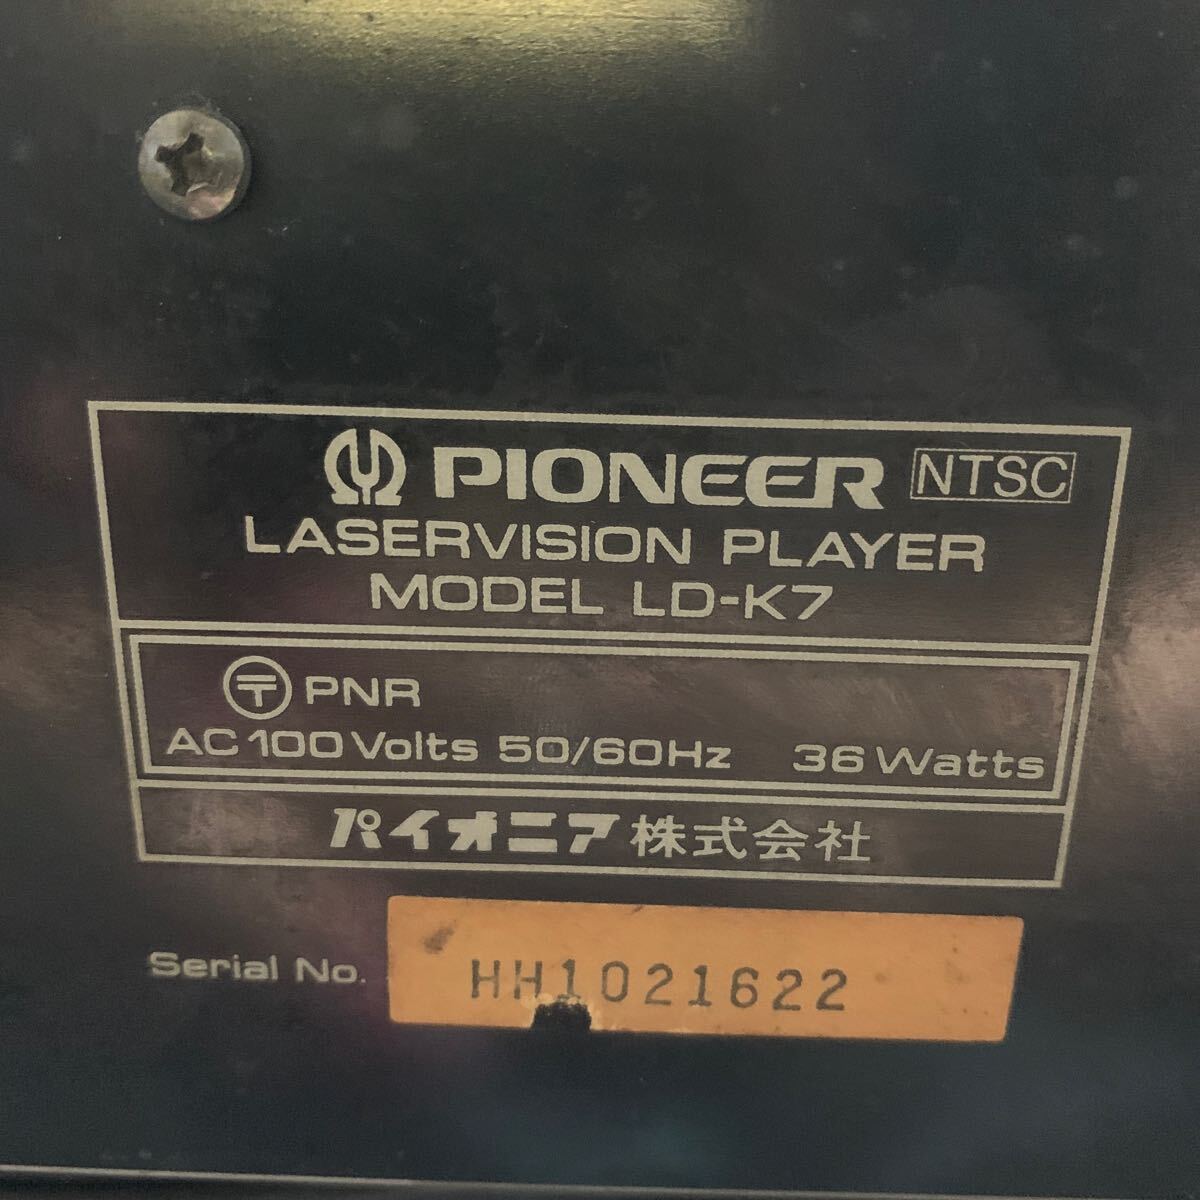 PIONEER NTSC
LASERVISION PLAYER
MODEL LD-K7
〒 PNR
AC 100 Volts 50/60Hz 36 Watts
パイオニア株式会社
Serial No. HH1021622